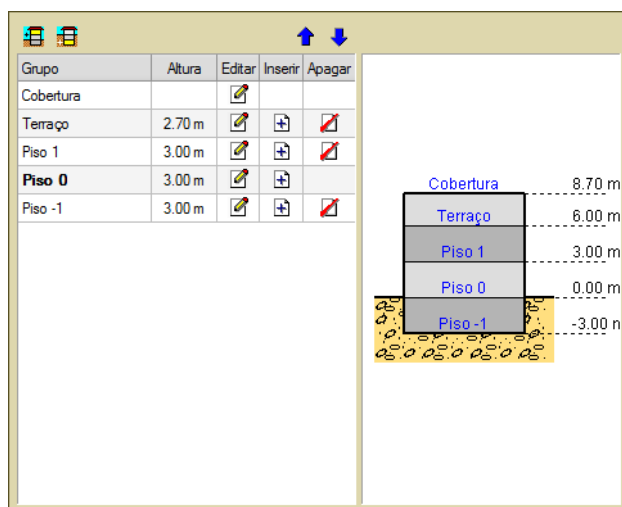 Grupo Altura Editar Inserir Apagar
Cobertura
Terraço 2.70 m
Piso 1 3.00 m
Piso 0 3.00 m
Piso -1 3.00 m
Cobertura 8.70 m
Terraço 6.00 m
Piso 1 3.00 m
Piso 0 0.00 m
Piso -1 -3.00 n